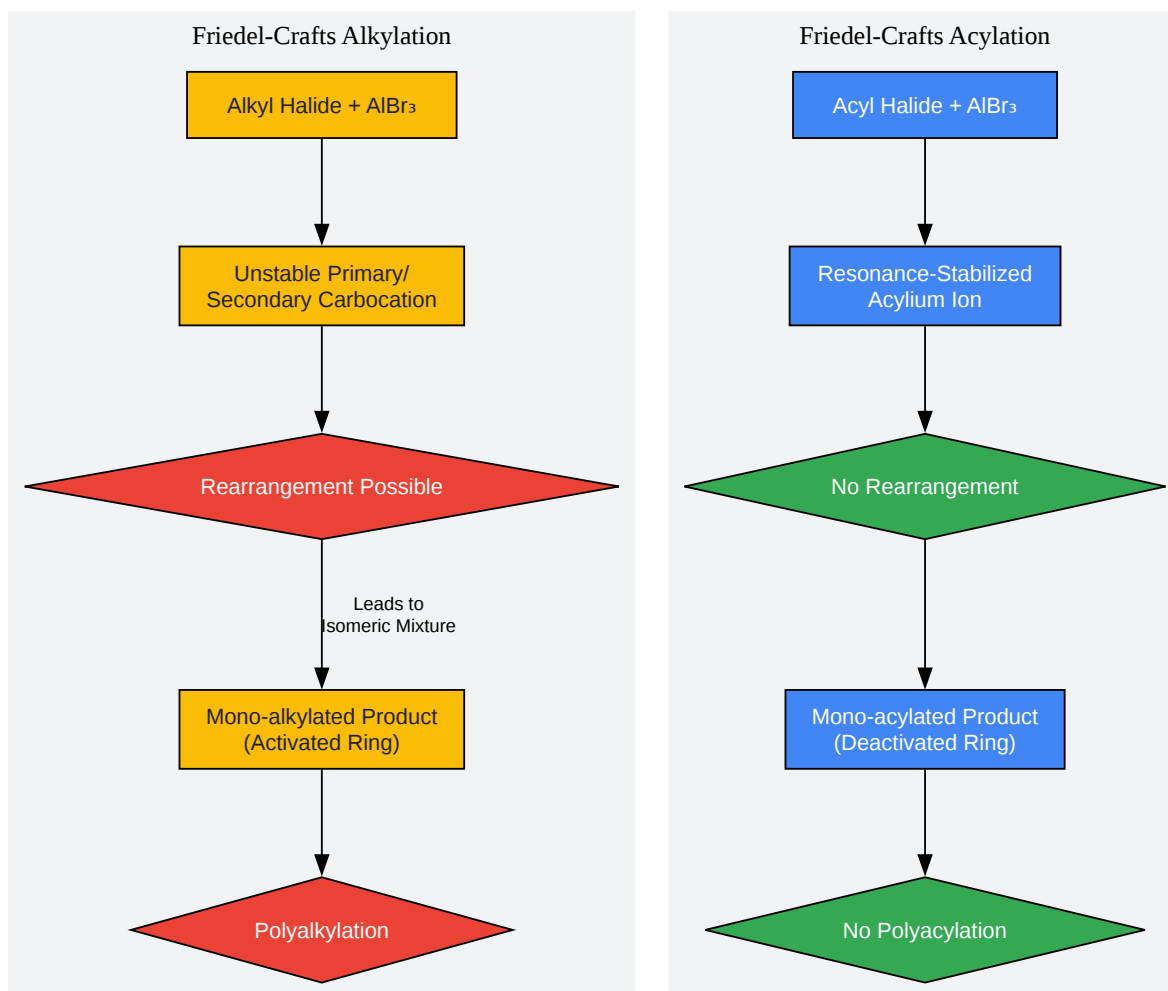 Friedel-Crafts Alkylation
Alkyl Halide + AlBr₃
Unstable Primary/
Secondary Carbocation
Rearrangement Possible
Leads to
Isomeric Mixture
Mono-alkylated Product
(Activated Ring)
Polyalkylation
Friedel-Crafts Acylation
Acyl Halide + AlBr₃
Resonance-Stabilized
Acylium Ion
No Rearrangement
Mono-acylated Product
(Deactivated Ring)
No Polyacylation